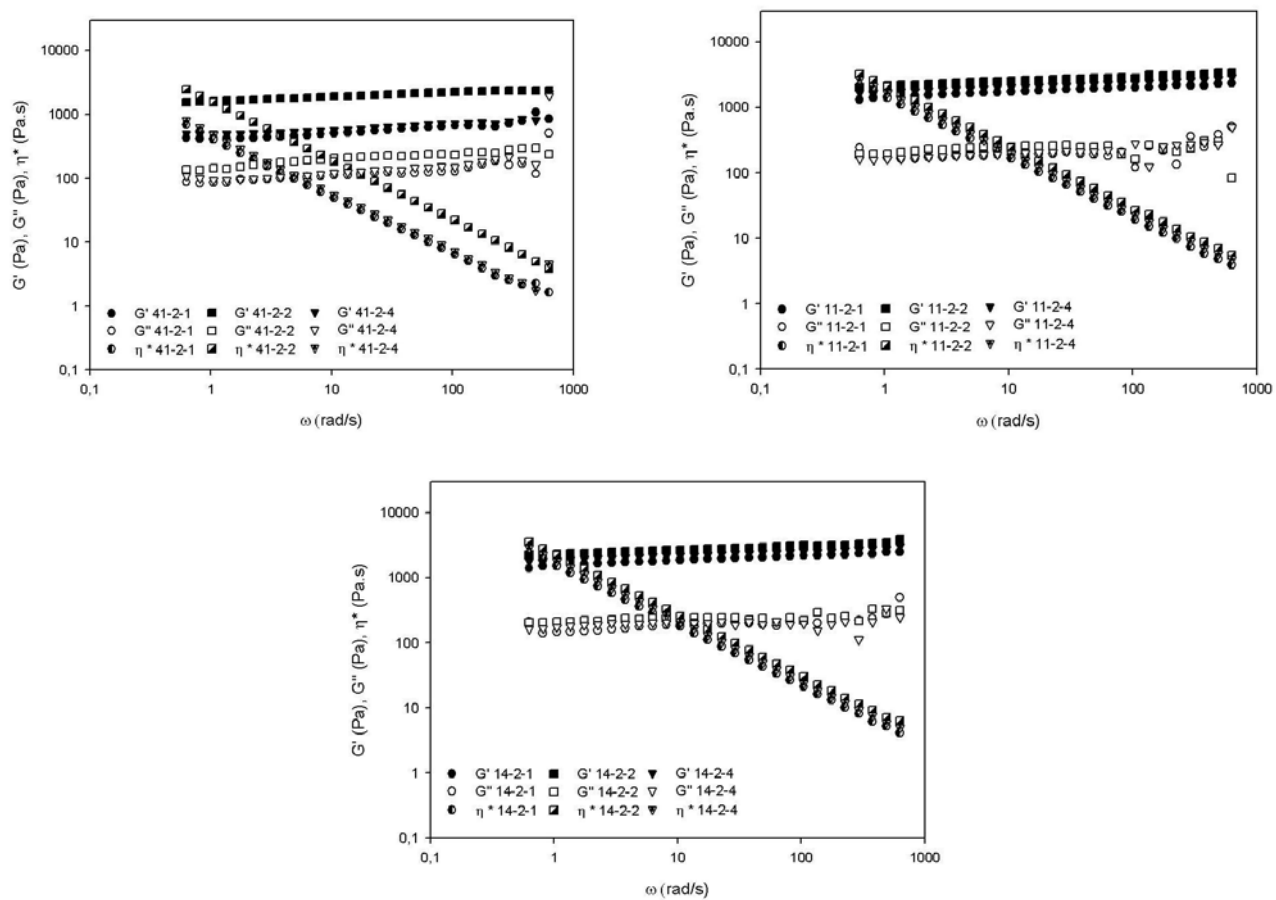 G' (Pa), G'' (Pa), η* (Pa.s)
10000
1000
100
10
1
0,1
G' 41-2-1 G' 41-2-2 G' 41-2-4
G'' 41-2-1 G'' 41-2-2 G'' 41-2-4
η * 41-2-1 η * 41-2-2 η * 41-2-4
0,1 1 10 100 1000
ω (rad/s)
G' (Pa), G'' (Pa), η* (Pa.s)
10000
1000
100
10
1
0,1
G' 11-2-1 G' 11-2-2 G' 11-2-4
G'' 11-2-1 G'' 11-2-2 G'' 11-2-4
η * 11-2-1 η * 11-2-2 η * 11-2-4
0,1 1 10 100 1000
ω (rad/s)
G' (Pa), G'' (Pa), η* (Pa.s)
10000
1000
100
10
1
0,1
G' 14-2-1 G' 14-2-2 G' 14-2-4
G'' 14-2-1 G'' 14-2-2 G'' 14-2-4
η * 14-2-1 η * 14-2-2 η * 14-2-4
0,1 1 10 100 1000
ω (rad/s)